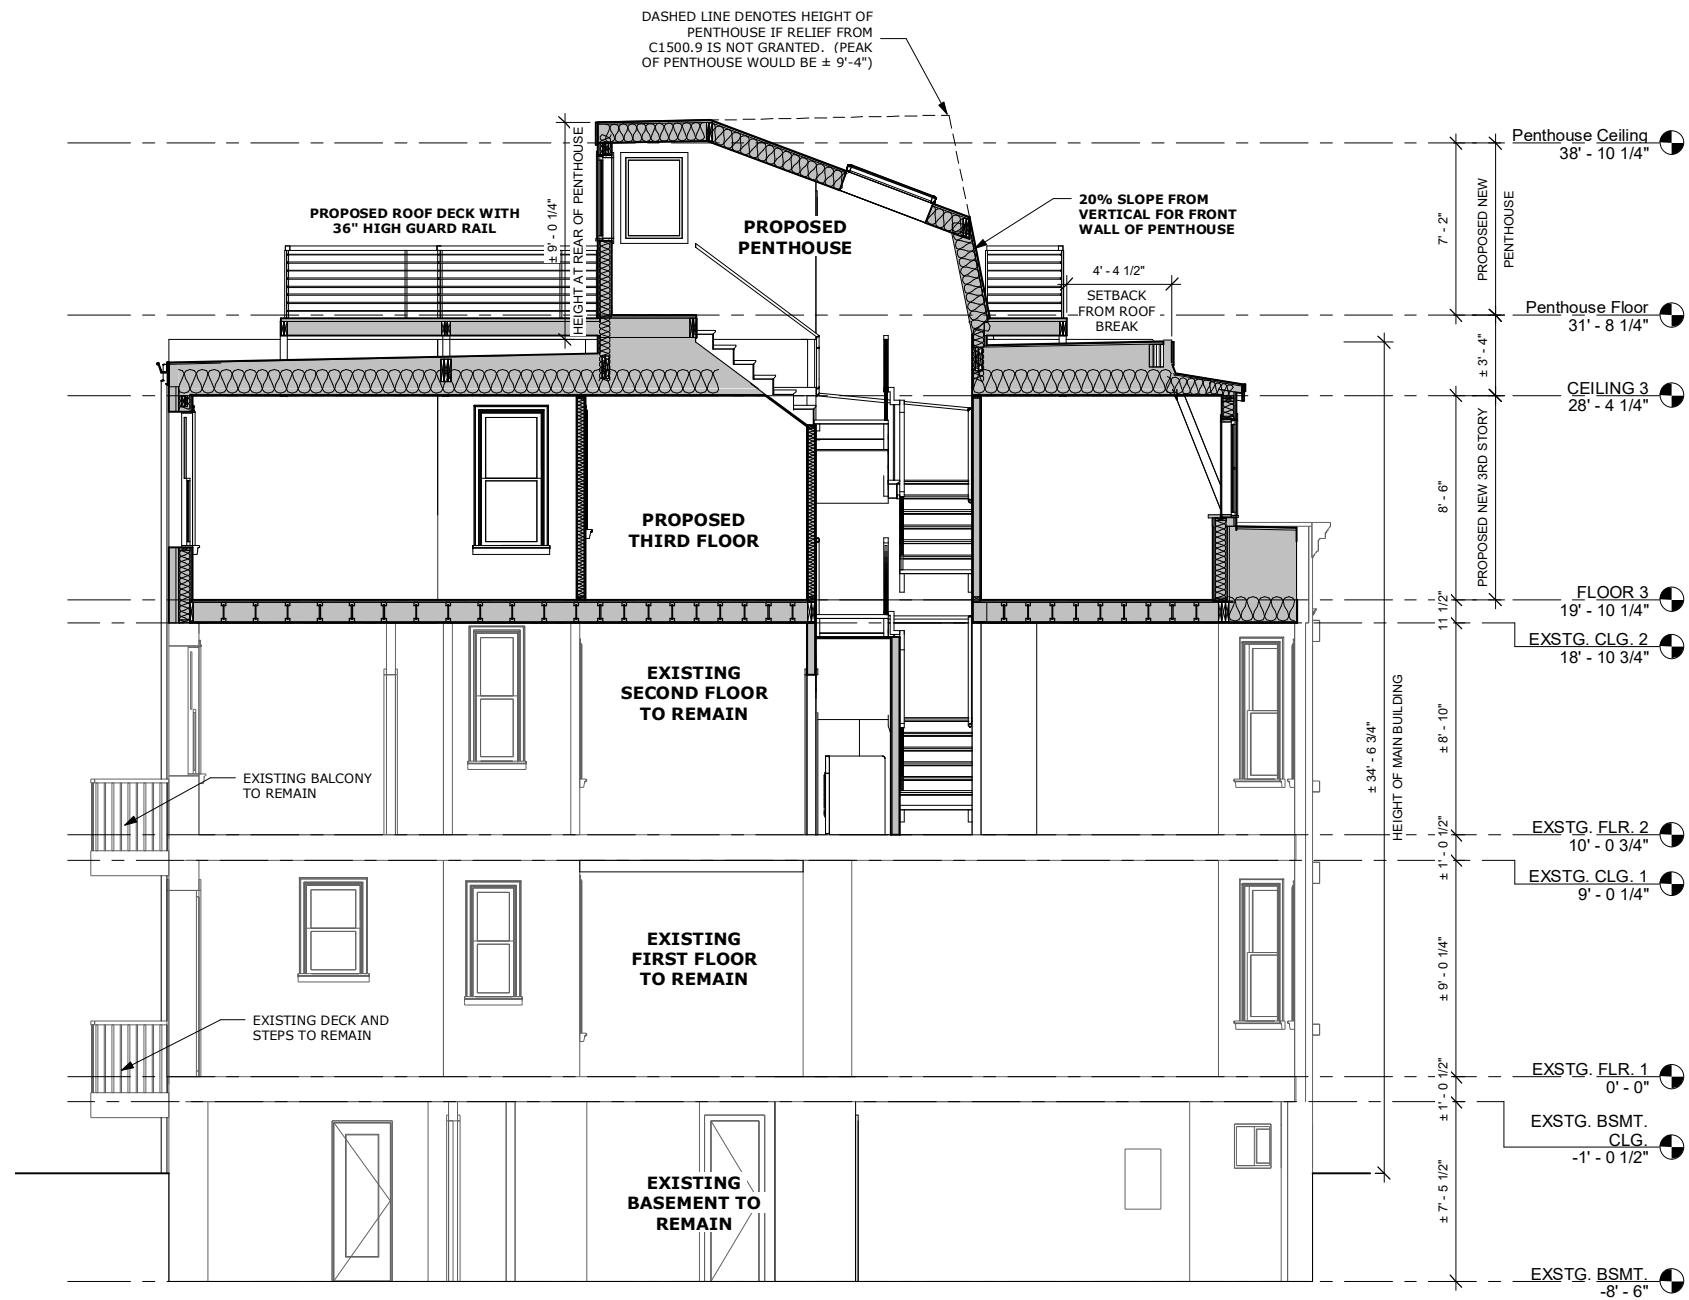 DASHED LINE DENOTES HEIGHT OF
PENTHOUSE IF RELIEF FROM
C1500.9 IS NOT GRANTED. (PEAK
OF PENTHOUSE WOULD BE ± 9'-4")
PROPOSED ROOF DECK WITH
36" HIGH GUARD RAIL
± 9' - 0 1/4"
HEIGHT AT REAR OF PENTHOUSE
PROPOSED
PENTHOUSE
20% SLOPE FROM
VERTICAL FOR FRONT
WALL OF PENTHOUSE
4' - 4 1/2"
SETBACK
FROM ROOF
BREAK
PROPOSED
THIRD FLOOR
EXISTING
SECOND FLOOR
TO REMAIN
EXISTING BALCONY
TO REMAIN
EXISTING
FIRST FLOOR
TO REMAIN
EXISTING DECK AND
STEPS TO REMAIN
EXISTING
BASEMENT TO
REMAIN
± 34' - 6 3/4"
HEIGHT OF MAIN BUILDING
7' - 2"
PROPOSED NEW
PENTHOUSE
± 3' - 4"
8' - 6"
PROPOSED NEW 3RD STORY
11 1/2"
± 8' - 10"
± 1' - 0 1/2"
± 9' - 0 1/4"
± 1' - 0 1/2"
± 7' - 5 1/2"
Penthouse Ceiling
38' - 10 1/4"
Penthouse Floor
31' - 8 1/4"
CEILING 3
28' - 4 1/4"
FLOOR 3
19' - 10 1/4"
EXSTG. CLG. 2
18' - 10 3/4"
EXSTG. FLR. 2
10' - 0 3/4"
EXSTG. CLG. 1
9' - 0 1/4"
EXSTG. FLR. 1
0' - 0"
EXSTG. BSMT.
CLG.
-1' - 0 1/2"
EXSTG. BSMT.
-8' - 6"